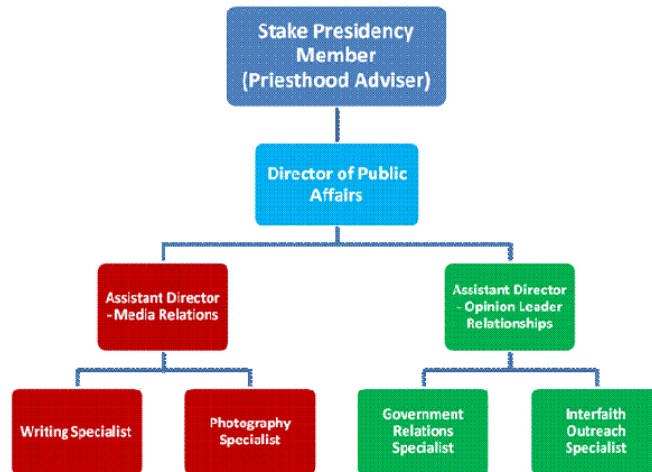 Stake Presidency
Member
(Priesthood Adviser)
Director of Public
Affairs
Assistant Director
- Media Relations
Assistant Director
- Opinion Leader
Relationships
Writing Specialist
Photography
Specialist
Government
Relations
Specialist
Interfaith
Outreach
Specialist